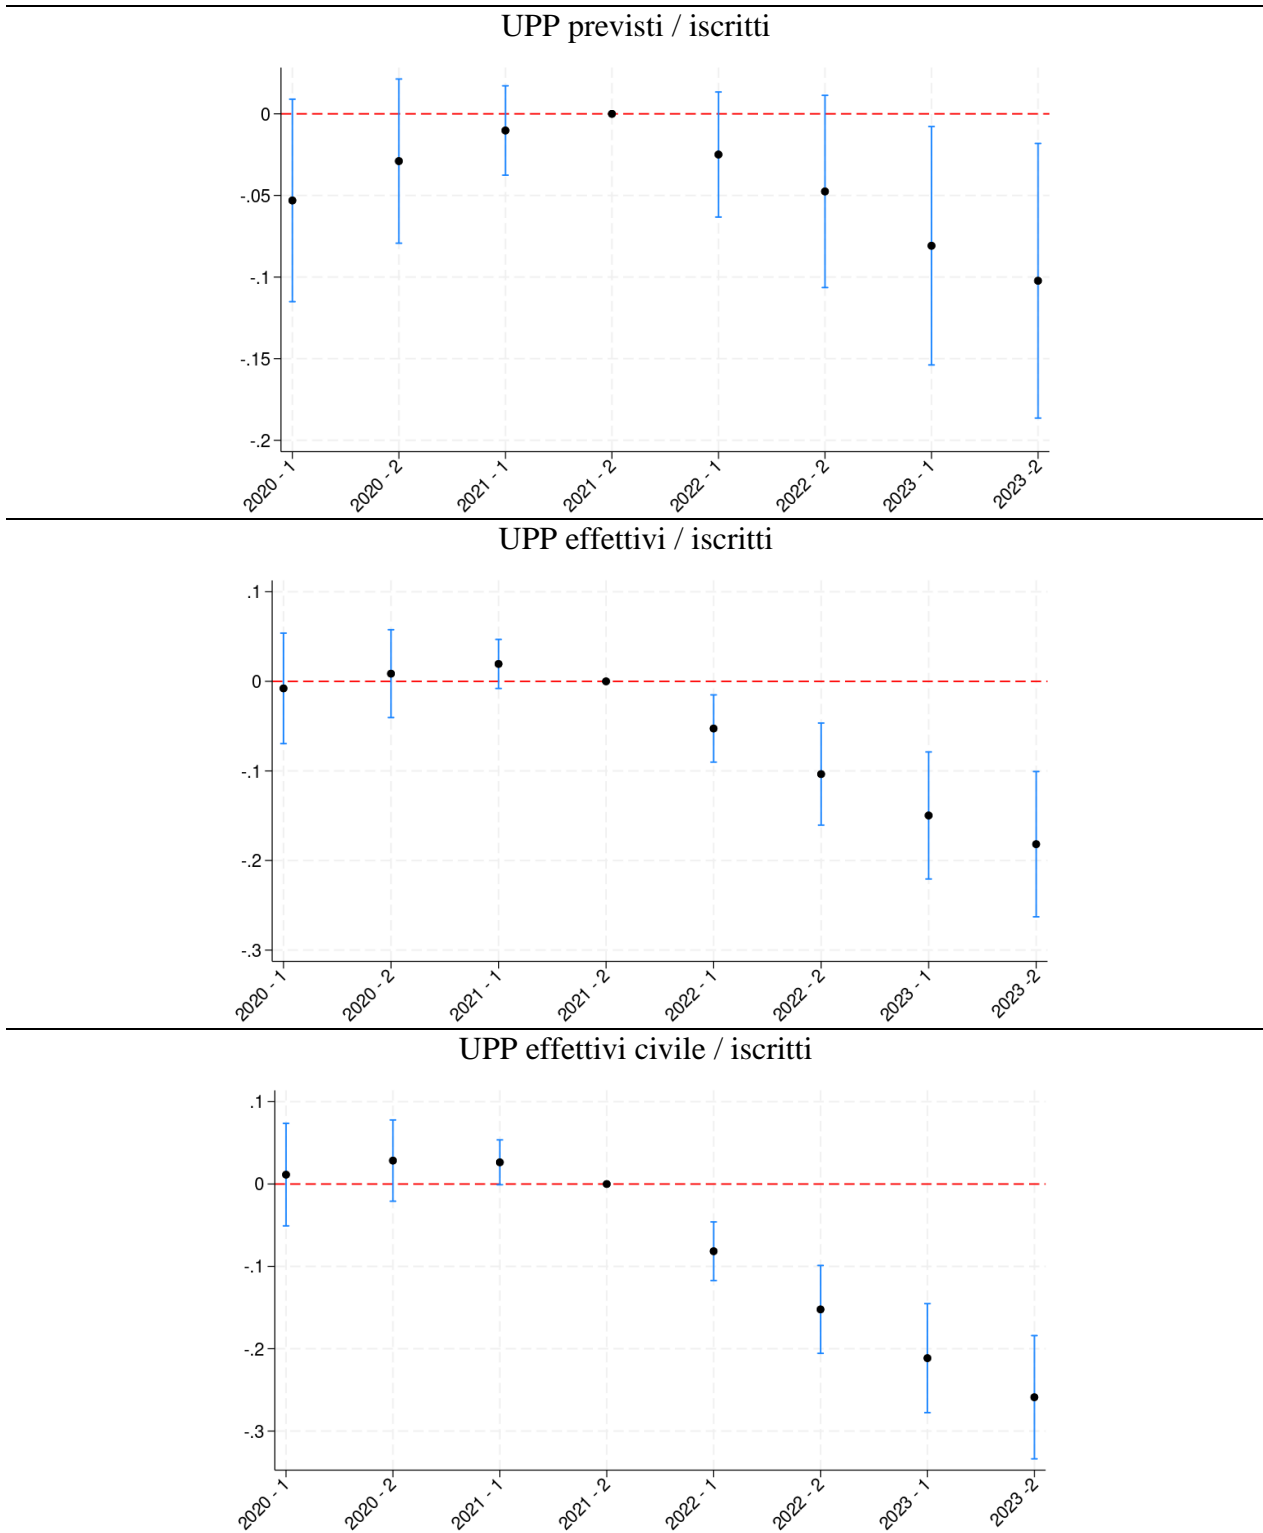 UPP previsti / iscritti
0
-.05
-.1
-.15
-.2
2020 - 1
2020 - 2
2021 - 1
2021 - 2
2022 - 1
2022 - 2
2023 - 1
2023 -2
UPP effettivi / iscritti
.1
0
-.1
-.2
-.3
2020 - 1
2020 - 2
2021 - 1
2021 - 2
2022 - 1
2022 - 2
2023 - 1
2023 -2
UPP effettivi civile / iscritti
.1
0
-.1
-.2
-.3
2020 - 1
2020 - 2
2021 - 1
2021 - 2
2022 - 1
2022 - 2
2023 - 1
2023 -2